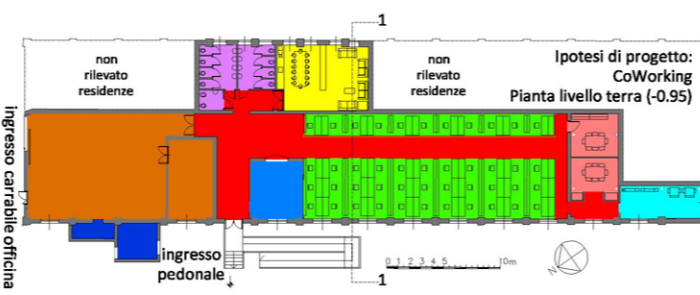 1
non
rilevato
residenze
non
rilevato
residenze
Ipotesi di progetto:
CoWorking
Pianta livello terra (-0.95)
ingresso carrabile officina
ingresso
pedonale
0 1 2 3 4 5 10m
N
1